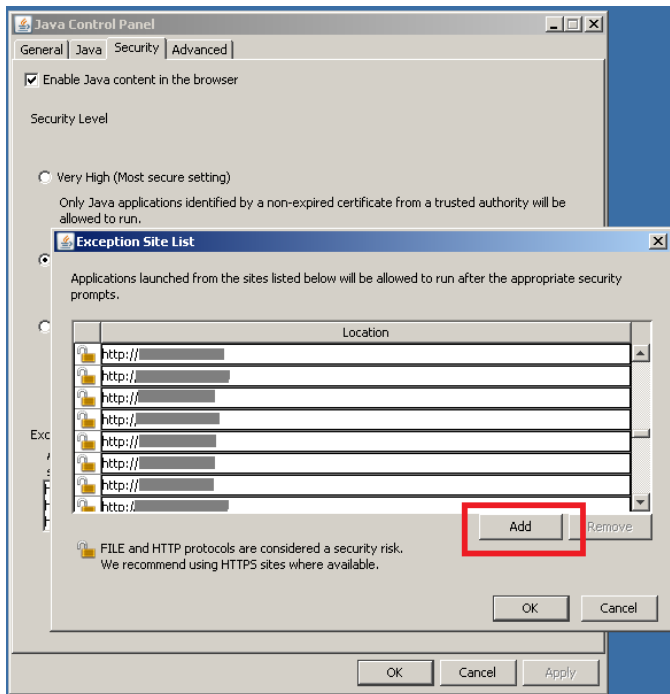 Java Control Panel
General Java Security Advanced
Enable Java content in the browser
Security Level
Very High (Most secure setting)
Only Java applications identified by a non-expired certificate from a trusted authority will be
allowed to run.
Exception Site List
Applications launched from the sites listed below will be allowed to run after the appropriate security
prompts.
Location
http://
http:/
http://
http:/
http://
http://
http://
http:/
Exc
Add Remove
FILE and HTTP protocols are considered a security risk.
We recommend using HTTPS sites where available.
OK Cancel
OK Cancel Apply